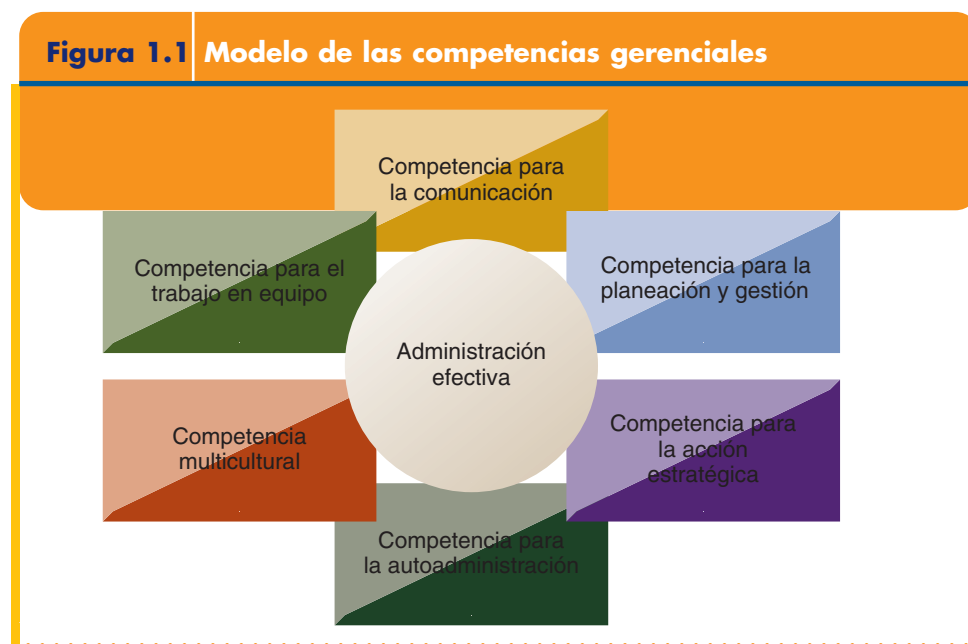 Figura 1.1 Modelo de las competencias gerenciales
Competencia para
la comunicación
Competencia para el
trabajo en equipo
Competencia para la
planeación y gestión
Administración
efectiva
Competencia
multicultural
Competencia para
la acción
estratégica
Competencia para
la autoadministración